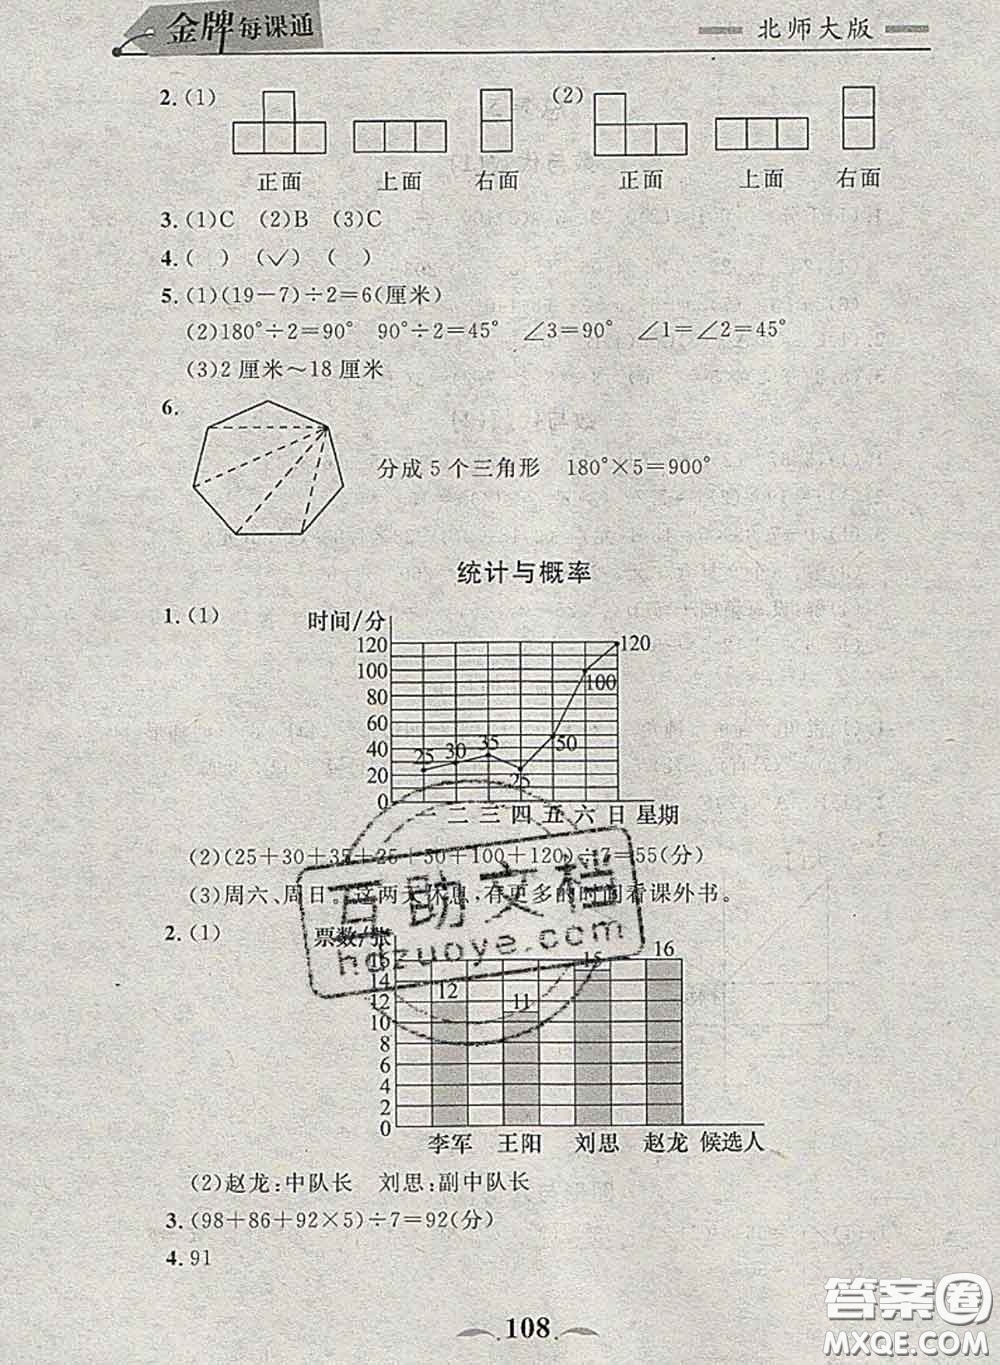 金牌每课通
北师大版
2.(1) (2)
正面 上面 右面 正面 上面 右面
3.(1)C (2)B (3)C
4.( ) (✓) ( )
5.(1)(19-7)÷2=6(厘米)
(2)180°÷2=90° 90°÷2=45° ∠3=90° ∠1=∠2=45°
(3)2厘米~18厘米
6.
分成5个三角形 180°×5=900°
统计与概率
1.(1) 时间/分
120
100
80
60
40
20
0
25 30 35 25 50 100 120
一 二 三 四 五 六 日 星期
(2)(25+30+35+25+50+100+120)÷7=55(分)
(3)周六、周日。这两天休息,有更多的时间看课外书。
2.(1) 票数/张
16
14
12
10
8
6
4
2
0
12 11 15 16
李军 王阳 刘思 赵龙 候选人
(2)赵龙:中队长 刘思:副中队长
3.(98+86+92×5)÷7=92(分)
4.91
108
互助文档
hozuoye.com
答案圈
MXQE.COM